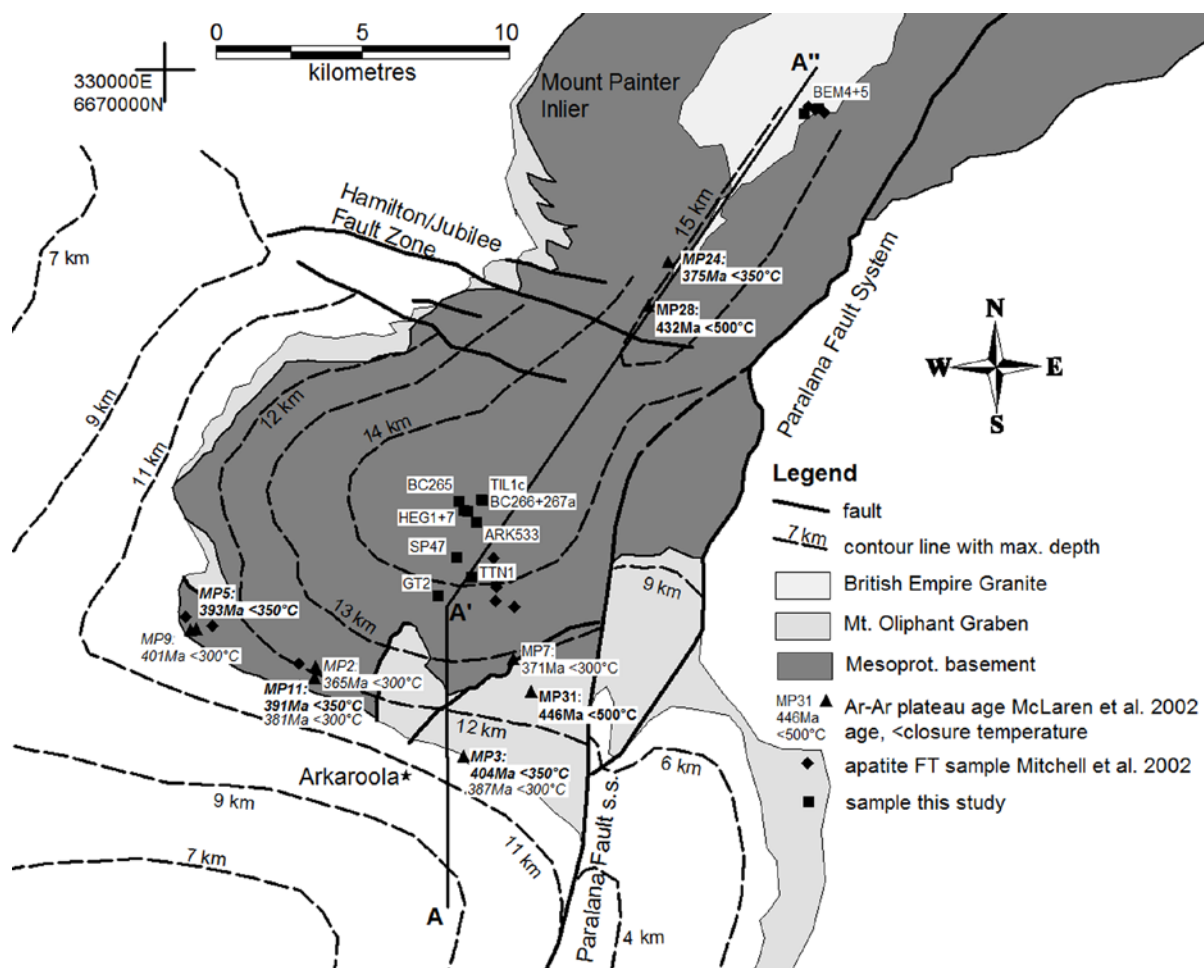 0 5 10
kilometres
330000E
6670000N
Mount Painter
Inlier
A"
BEM4+5
Hamilton/Jubilee
Fault Zone
7 km
15 km
MP24:
375Ma <350°C
MP28:
432Ma <500°C
Paralana Fault System
N
W E
S
9 km
12 km
11 km
14 km
BC265
TIL1c
BC266+267a
HEG1+7
ARK533
SP47
TTN1
GT2
A'
13 km
MP5:
393Ma <350°C
MP9:
401Ma <300°C
MP2:
365Ma <300°C
MP11:
391Ma <350°C
381Ma <300°C
MP7:
371Ma <300°C
MP31:
446Ma <500°C
12 km
MP3:
404Ma <350°C
387Ma <300°C
Arkaroola
9 km
7 km
11 km
A
Paralana Fault s.s.
9 km
6 km
4 km
Legend
fault
7 km
contour line with max. depth
British Empire Granite
Mt. Oliphant Graben
Mesoprot. basement
MP31
446Ma
<500°C
Ar-Ar plateau age McLaren et al. 2002
age, <closure temperature
apatite FT sample Mitchell et al. 2002
sample this study